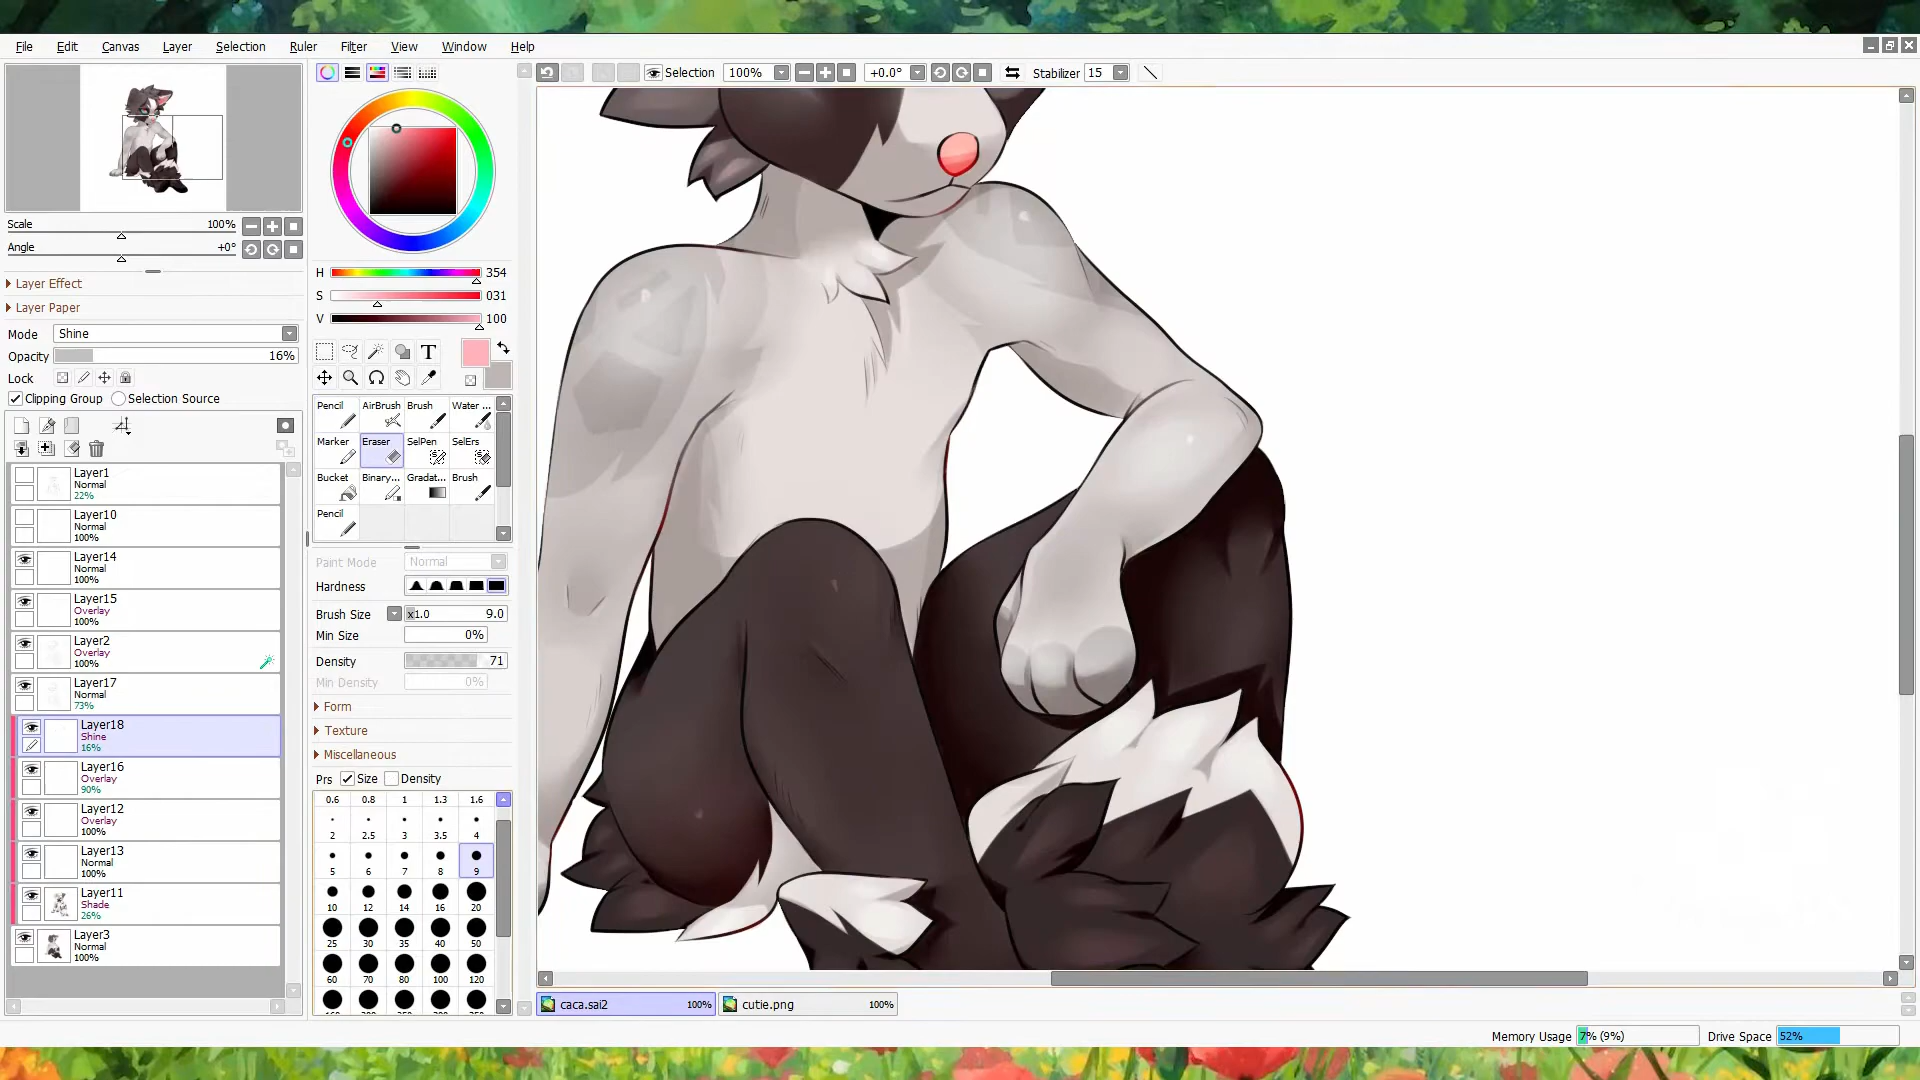 File Edit Canvas Layer Selection Ruler Filter View Window Help
Selection 100% +0.0° Stabilizer 15
Scale 100%
Angle +0°
Layer Effect
Layer Paper
Mode Shine
Opacity 16%
Lock
Clipping Group Selection Source
Layer1
Normal
22%
Layer10
Normal
100%
Layer14
Normal
100%
Layer15
Overlay
100%
Layer2
Overlay
100%
Layer17
Normal
73%
Layer18
Shine
16%
Layer16
Overlay
90%
Layer12
Overlay
100%
Layer13
Normal
100%
Layer11
Shade
26%
Layer3
Normal
100%
H 354
S 031
V 100
T
Pencil AirBrush Brush Water ...
Marker Eraser SelPen SelErs
Bucket Binary... Gradat... Brush
Pencil
Paint Mode Normal
Hardness
Brush Size x1.0 9.0
Min Size 0%
Density 71
Min Density 0%
Form
Texture
Miscellaneous
Prs Size Density
0.6 0.8 1 1.3 1.6
2 2.5 3 3.5 4
5 6 7 8 9
10 12 14 16 20
25 30 35 40 50
60 70 80 100 120
caca.sai2 100% cutie.png 100%
Memory Usage 7% (9%) Drive Space 52%